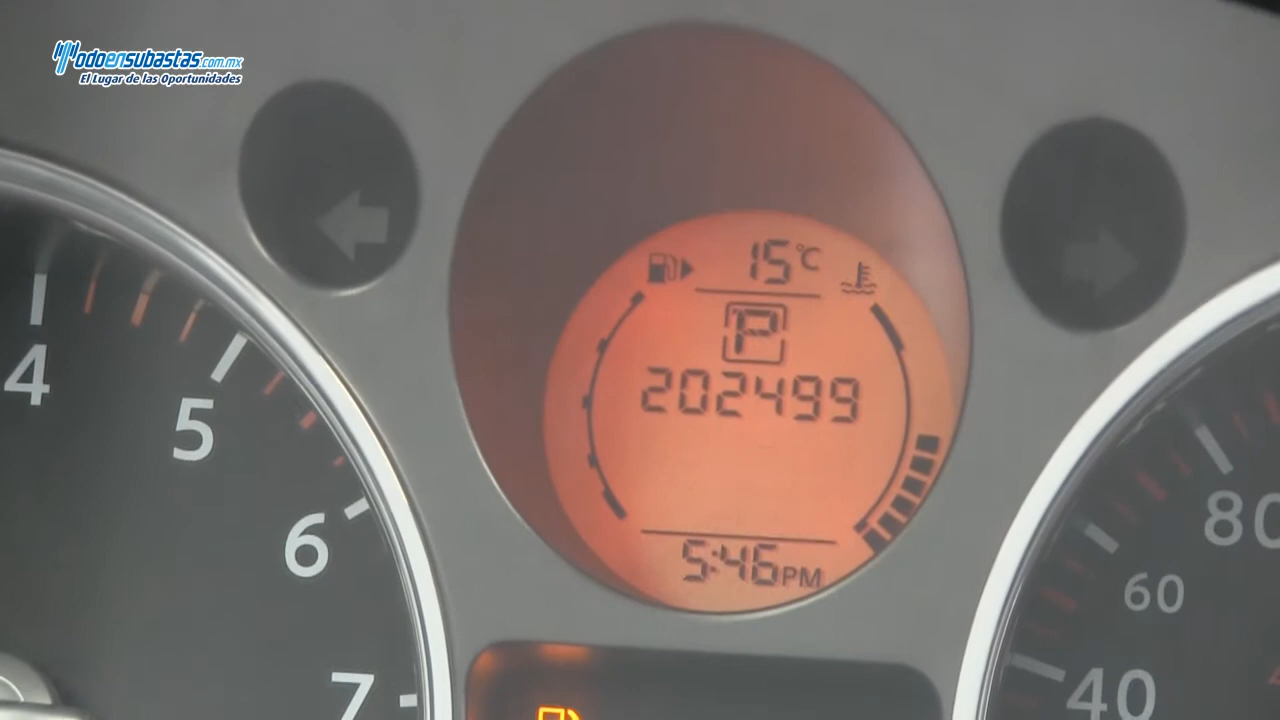 Todoensubastas.com.mx
El Lugar de las Oportunidades
15°C
P
202499
5:46PM
4
5
6
7
80
60
40